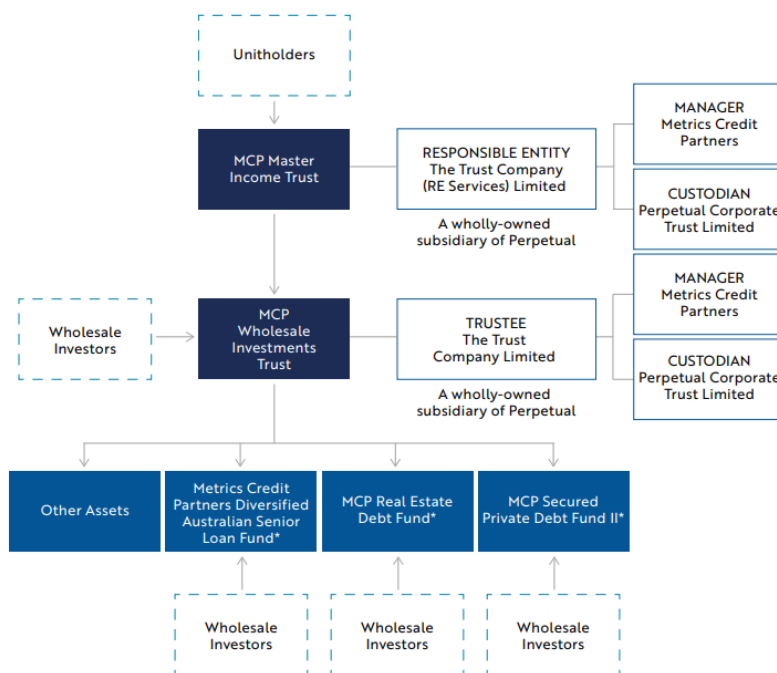 Unitholders
MCP Master
Income Trust
RESPONSIBLE ENTITY
The Trust Company
(RE Services) Limited
A wholly-owned
subsidiary of Perpetual
MANAGER
Metrics Credit
Partners
CUSTODIAN
Perpetual Corporate
Trust Limited
Wholesale
Investors
MCP
Wholesale
Investments
Trust
TRUSTEE
The Trust
Company Limited
A wholly-owned
subsidiary of Perpetual
MANAGER
Metrics Credit
Partners
CUSTODIAN
Perpetual Corporate
Trust Limited
Other Assets
Metrics Credit
Partners Diversified
Australian Senior
Loan Fund*
MCP Real Estate
Debt Fund*
MCP Secured
Private Debt Fund II*
Wholesale
Investors
Wholesale
Investors
Wholesale
Investors